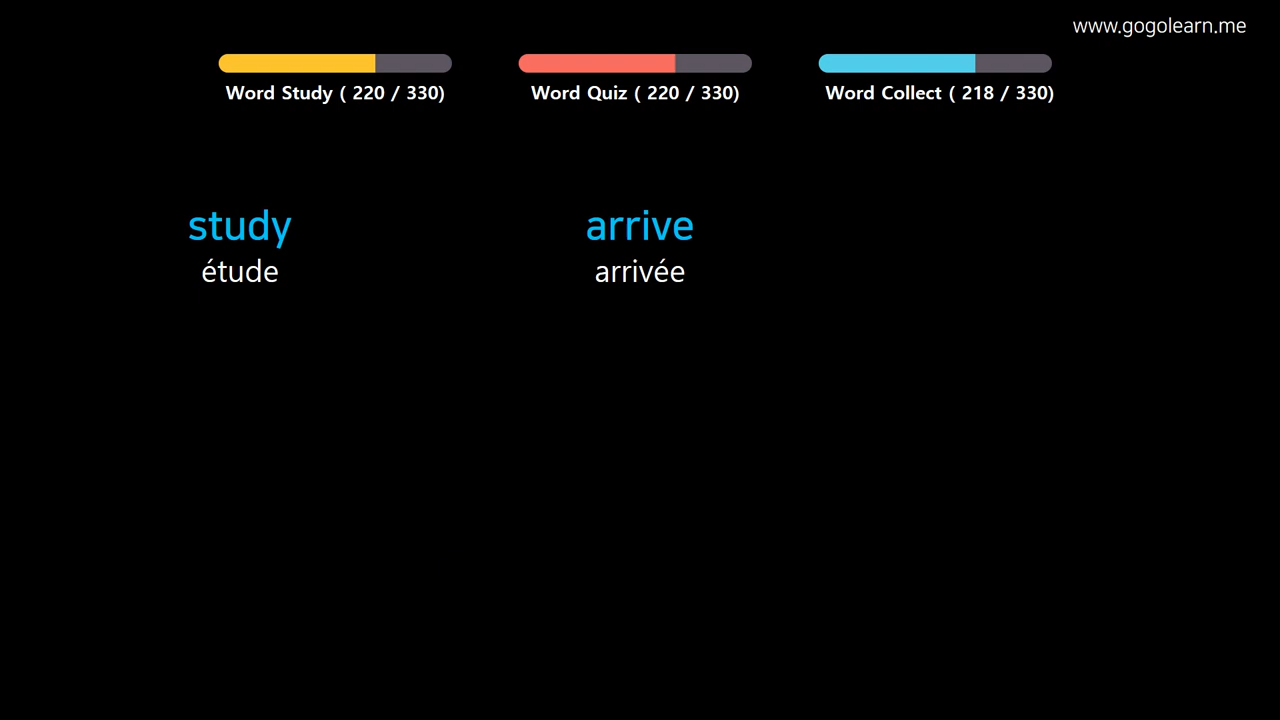 www.gogolearn.me
Word Study ( 220 / 330)
Word Quiz ( 220 / 330)
Word Collect ( 218 / 330)
study
étude
arrive
arrivée